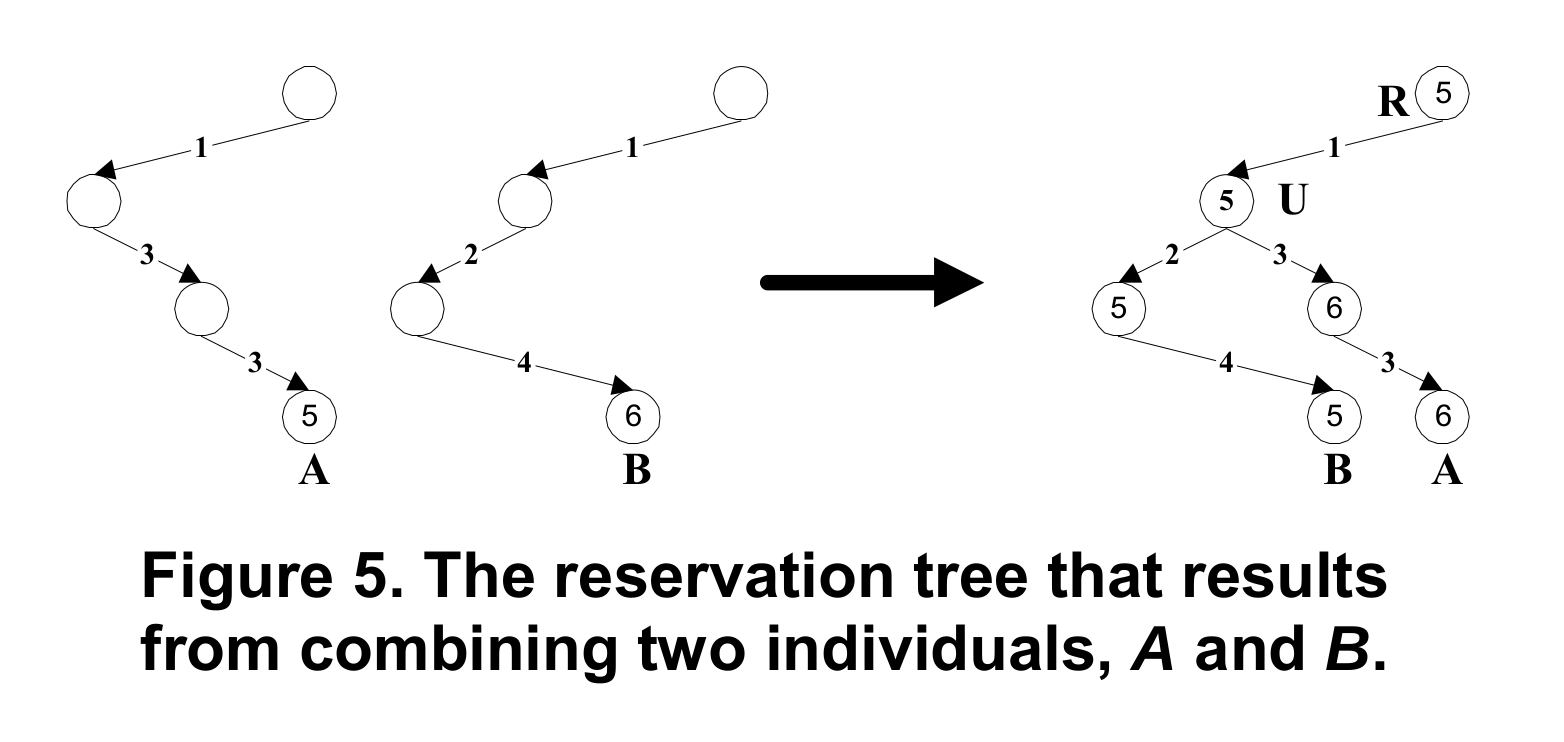 R 5
1 1 1
5 U
3 2 2 3
5 6
3 4 4 3
5 6 5 6
A B B A
Figure 5. The reservation tree that results
from combining two individuals, A and B.